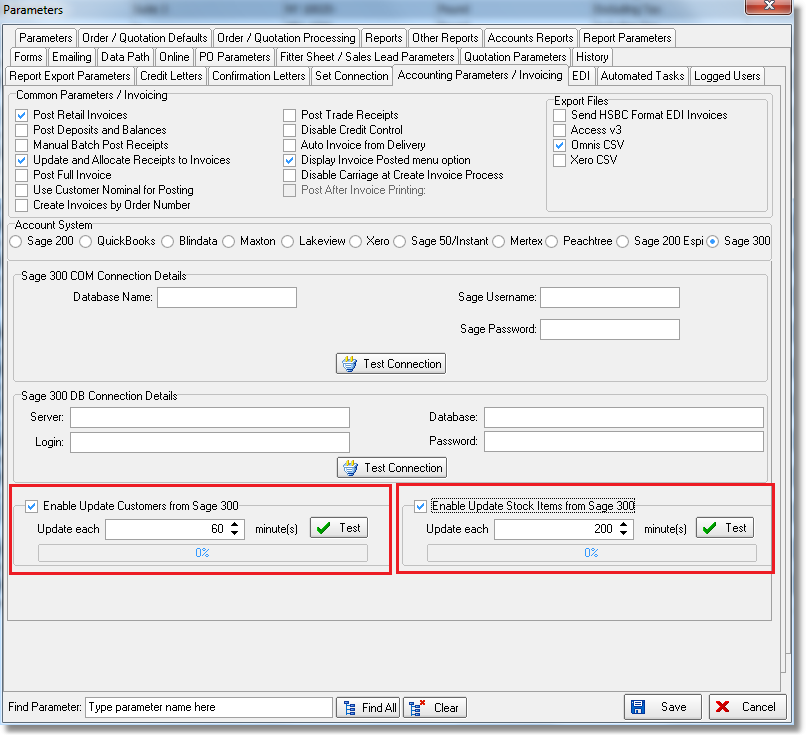 Parameters
Parameters Order / Quotation Defaults Order / Quotation Processing Reports Other Reports Accounts Reports Report Parameters
Forms Emailing Data Path Online PO Parameters Fitter Sheet / Sales Lead Parameters Quotation Parameters History
Report Export Parameters Credit Letters Confirmation Letters Set Connection Accounting Parameters / Invoicing EDI Automated Tasks Logged Users
Common Parameters / Invoicing
Post Retail Invoices
Post Deposits and Balances
Manual Batch Post Receipts
Update and Allocate Receipts to Invoices
Post Full Invoice
Use Customer Nominal for Posting
Create Invoices by Order Number
Post Trade Receipts
Disable Credit Control
Auto Invoice from Delivery
Display Invoice Posted menu option
Disable Carriage at Create Invoice Process
Post After Invoice Printing:
Export Files
Send HSBC Format EDI Invoices
Access v3
Omnis CSV
Xero CSV
Account System
Sage 200 QuickBooks Blindata Maxton Lakeview Xero Sage 50/Instant Mertex Peachtree Sage 200 Espi Sage 300
Sage 300 COM Connection Details
Database Name: Sage Username:
Sage Password:
Test Connection
Sage 300 DB Connection Details
Server: Database:
Login: Password:
Test Connection
Enable Update Customers from Sage 300
Update each 60 minute(s) Test
0%
Enable Update Stock Items from Sage 300
Update each 200 minute(s) Test
0%
Find Parameter: Type parameter name here Find All Clear Save Cancel